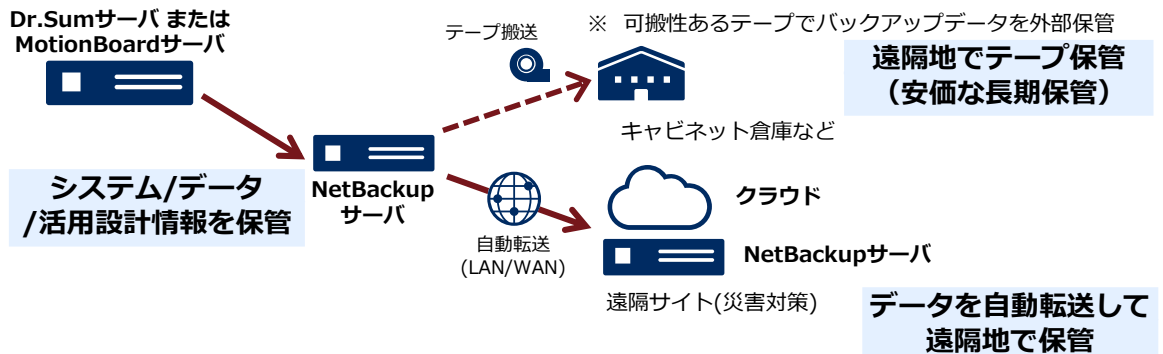 Dr.Sumサーバ または
MotionBoardサーバ
テープ搬送
※ 可搬性あるテープでバックアップデータを外部保管
遠隔地でテープ保管
（安価な長期保管）
キャビネット倉庫など
システム/データ
/活用設計情報を保管
NetBackup
サーバ
クラウド
自動転送
(LAN/WAN)
NetBackupサーバ
遠隔サイト(災害対策)
データを自動転送して
遠隔地で保管